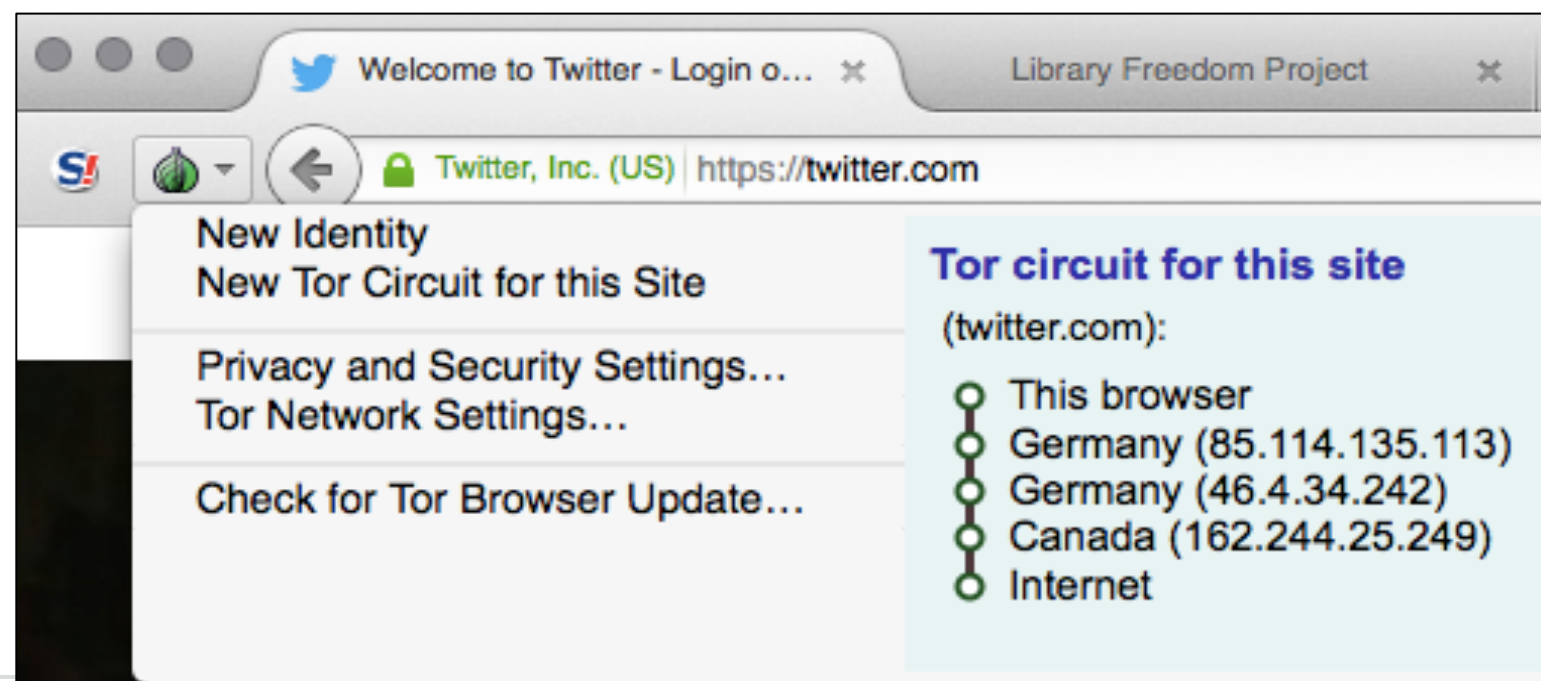 Welcome to Twitter - Login o...
Library Freedom Project
S!
Twitter, Inc. (US) https://twitter.com
New Identity
New Tor Circuit for this Site
Privacy and Security Settings...
Tor Network Settings...
Check for Tor Browser Update...
Tor circuit for this site
(twitter.com):
This browser
Germany (85.114.135.113)
Germany (46.4.34.242)
Canada (162.244.25.249)
Internet